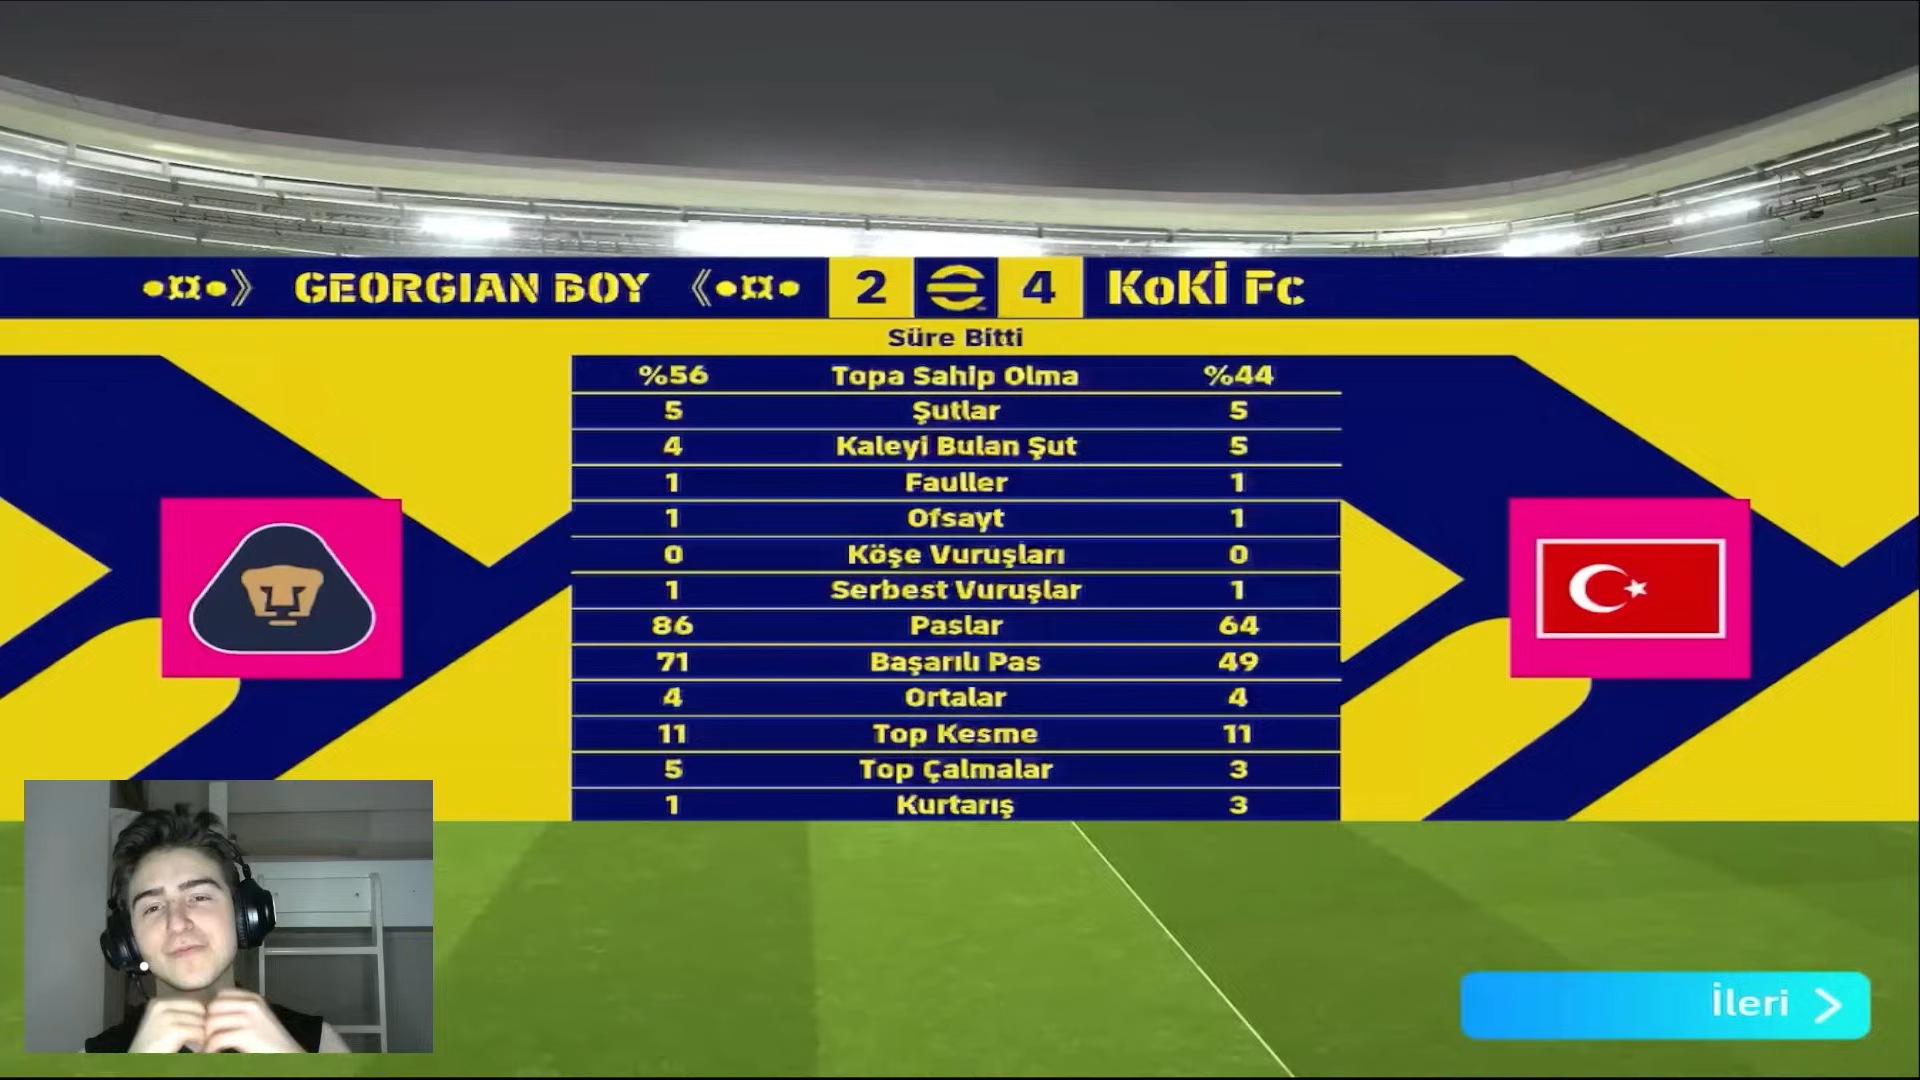 •¤•》 GEORGIAN BOY 《•¤• 2 4 KoKİ Fc
Süre Bitti
%56 Topa Sahip Olma %44
5 Şutlar 5
4 Kaleyi Bulan Şut 5
1 Fauller 1
1 Ofsayt 1
0 Köşe Vuruşları 0
1 Serbest Vuruşlar 1
86 Paslar 64
71 Başarılı Pas 49
4 Ortalar 4
11 Top Kesme 11
5 Top Çalmalar 3
1 Kurtarış 3
İleri